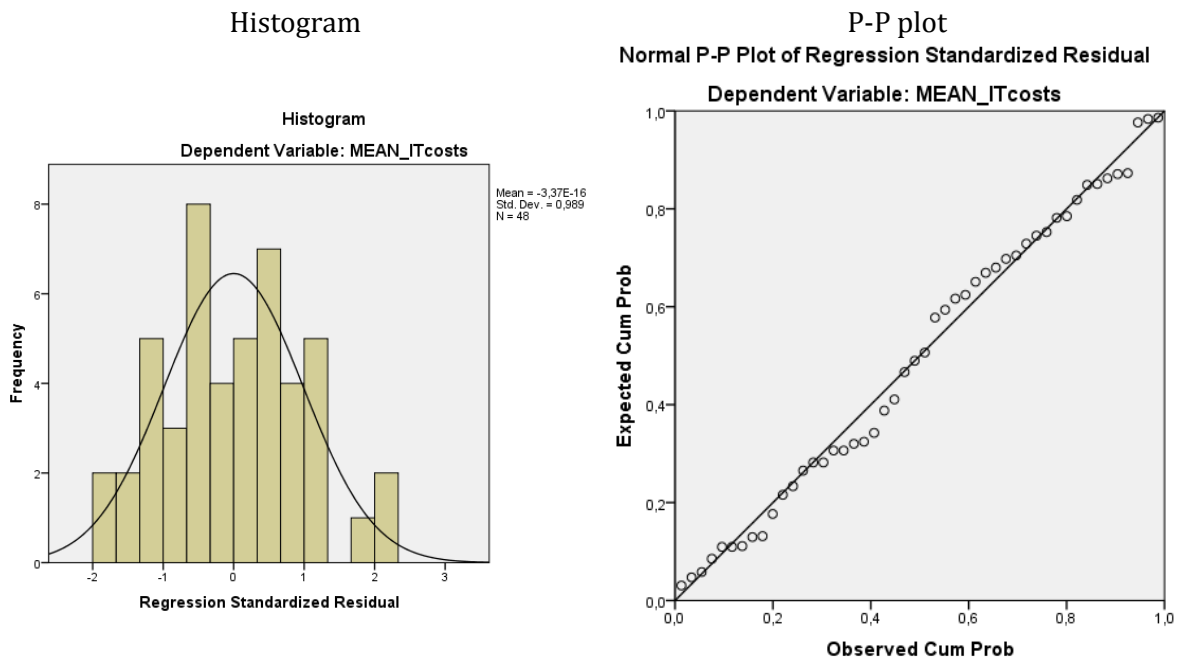 Histogram
Histogram
Dependent Variable: MEAN_ITcosts
Mean = -3,37E-16
Std. Dev. = 0,989
N = 48
Frequency
8
6
4
2
0
-2
-1
0
1
2
3
Regression Standardized Residual
P-P plot
Normal P-P Plot of Regression Standardized Residual
Dependent Variable: MEAN_ITcosts
Expected Cum Prob
1,0
0,8
0,6
0,4
0,2
0,0
0,0
0,2
0,4
0,6
0,8
1,0
Observed Cum Prob